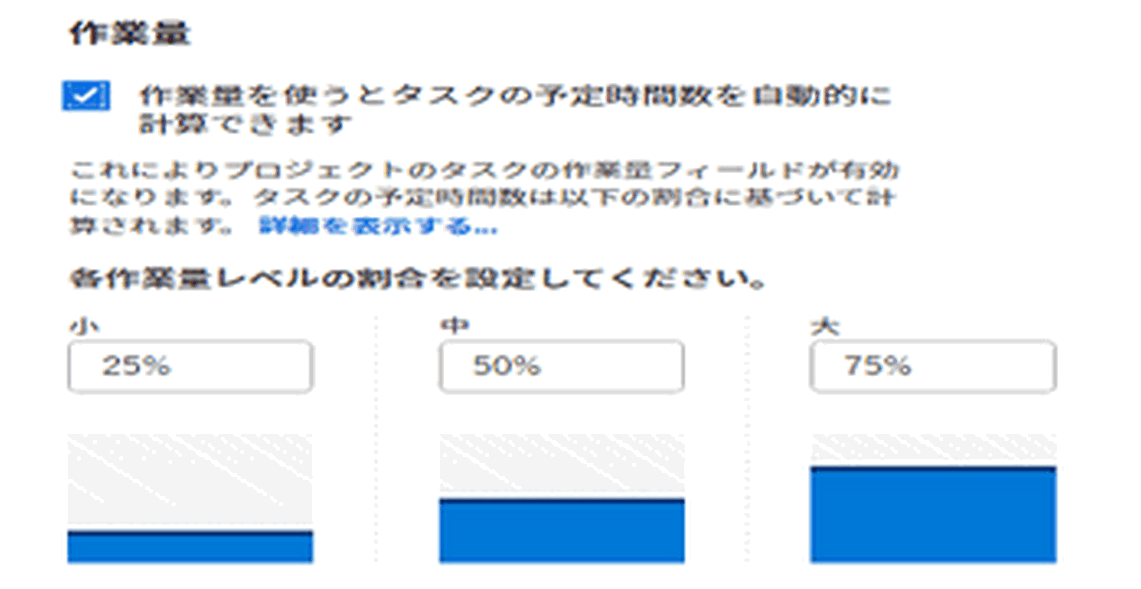 作業量
作業量を使うとタスクの予定時間数を自動的に
計算できます
これによりプロジェクトのタスクの作業量フィールドが有効
になります。タスクの予定時間数は以下の割合に基づいて計
算されます。 詳細を表示する...
各作業量レベルの割合を設定してください。
小 中 大
25% 50% 75%